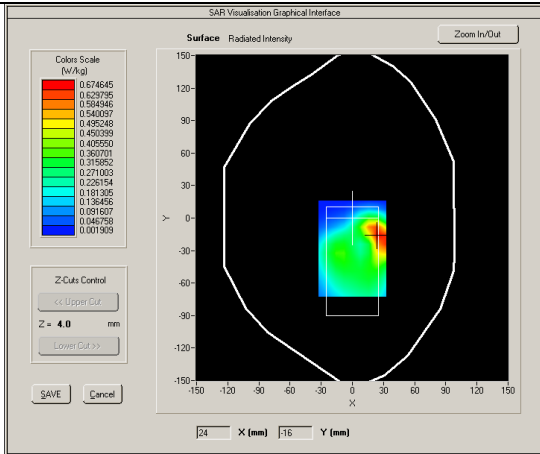 SAR Visualisation Graphical Interface
Surface Radiated Intensity
Zoom In/Out
Colors Scale
(W/kg)
0.674645
0.629795
0.584946
0.540097
0.495248
0.450399
0.405550
0.360701
0.315852
0.271003
0.226154
0.181305
0.136456
0.091607
0.046758
0.001909
Z-Cuts Control
<< Upper Cut
Z = 4.0 mm
Lower Cut >>
SAVE Cancel
150
120
90
60
30
0
-30
-60
-90
-120
-150
Y
-150 -120 -90 -60 -30 0 30 60 90 120 150
X
24 X (mm) -16 Y (mm)